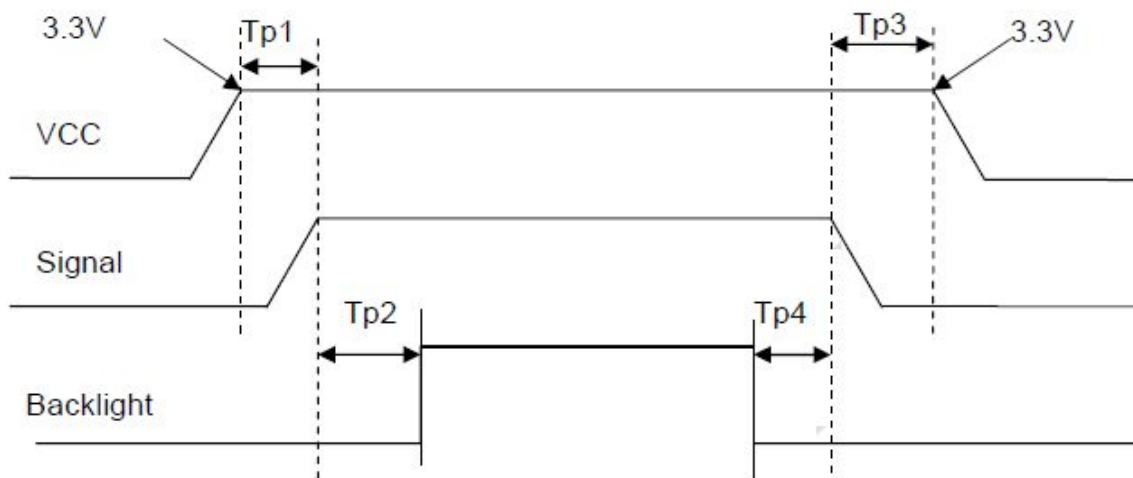 3.3V
Tp1
Tp3
3.3V
VCC
Signal
Tp2
Tp4
Backlight